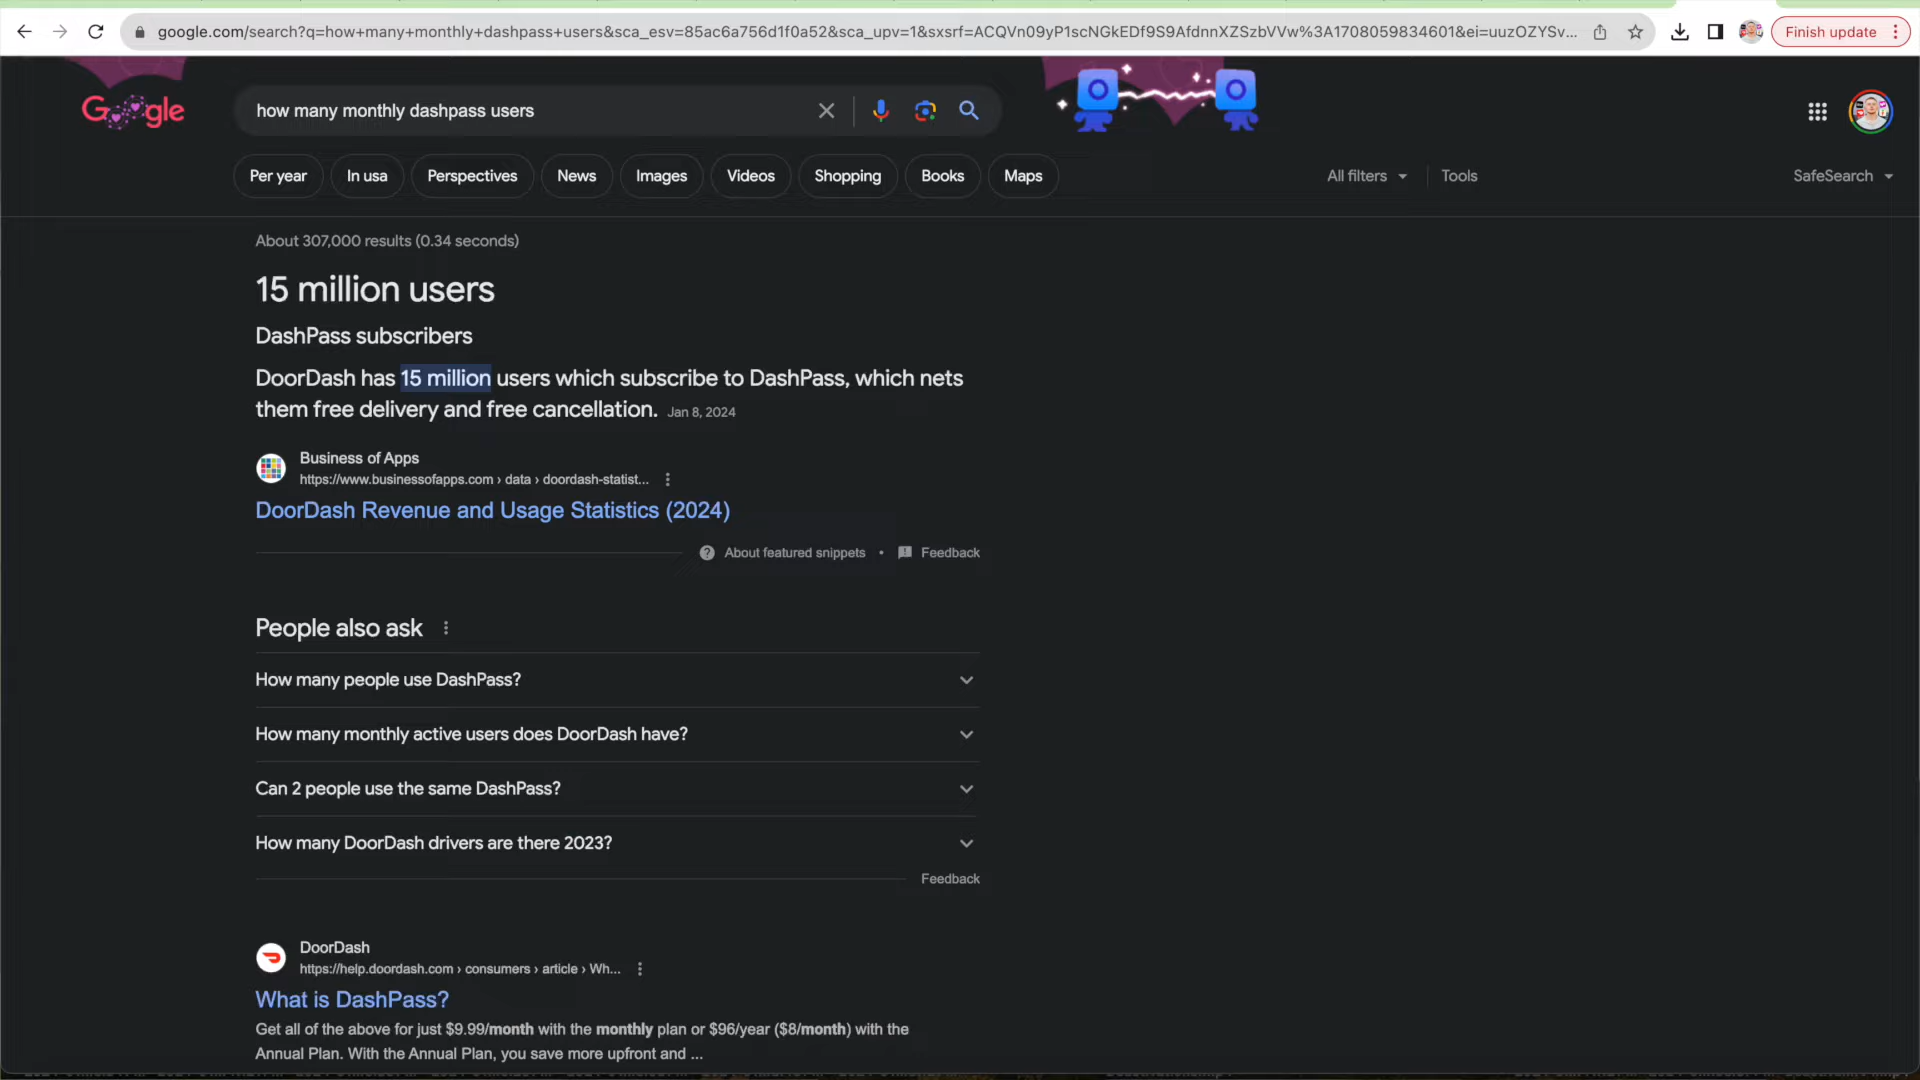 google.com/search?q=how+many+monthly+dashpass+users&sca_esv=85ac6a756d1f0a52&sca_upv=1&sxsrf=ACQVn09yP1scNGkEDf9S9AfdnnXZSzbVVw%3A1708059834601&ei=uuzOZYSv...
Finish update
Google
how many monthly dashpass users
Per year
In usa
Perspectives
News
Images
Videos
Shopping
Books
Maps
All filters
Tools
SafeSearch
About 307,000 results (0.34 seconds)
15 million users
DashPass subscribers
DoorDash has 15 million users which subscribe to DashPass, which nets
them free delivery and free cancellation. Jan 8, 2024
Business of Apps
https://www.businessofapps.com › data › doordash-statist...
DoorDash Revenue and Usage Statistics (2024)
About featured snippets • Feedback
People also ask
How many people use DashPass?
How many monthly active users does DoorDash have?
Can 2 people use the same DashPass?
How many DoorDash drivers are there 2023?
Feedback
DoorDash
https://help.doordash.com › consumers › article › Wh...
What is DashPass?
Get all of the above for just $9.99/month with the monthly plan or $96/year ($8/month) with the
Annual Plan. With the Annual Plan, you save more upfront and ...